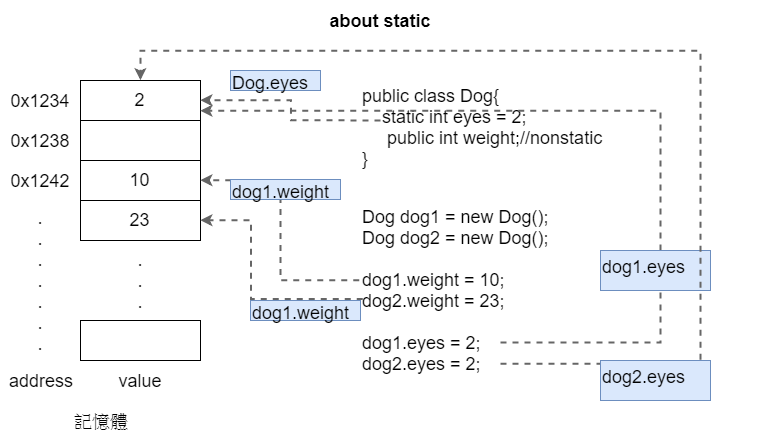 about static
Dog.eyes
0x1234
2
0x1238
0x1242
10
dog1.weight
23
public class Dog{
static int eyes = 2;
public int weight;//nonstatic
}
Dog dog1 = new Dog();
Dog dog2 = new Dog();
dog1.eyes
dog1.weight = 10;
dog2.weight = 23;
dog1.weight
dog1.eyes = 2;
dog2.eyes = 2;
dog2.eyes
address
value
記憶體